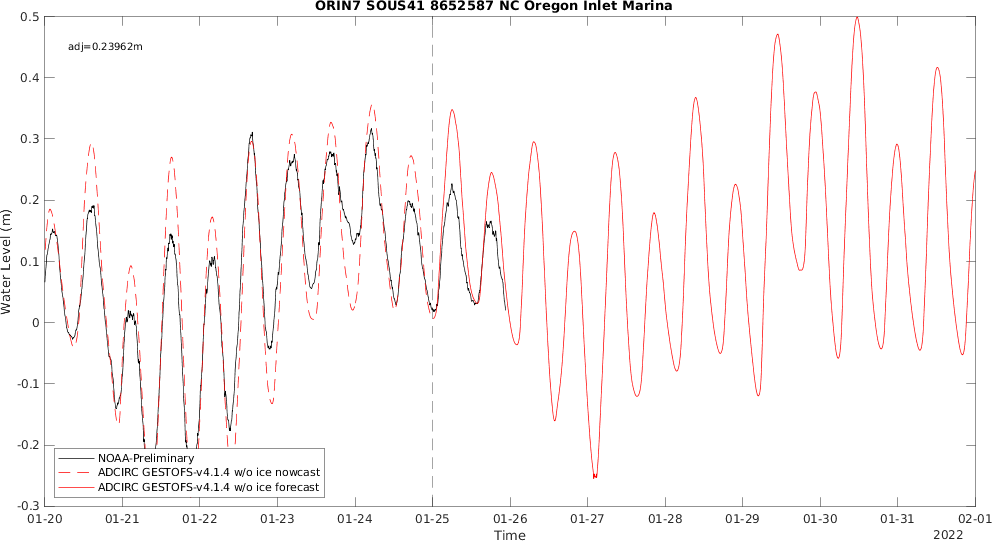 ORIN7 SOUS41 8652587 NC Oregon Inlet Marina
0.5
adj=0.23962m
0.4
0.3
0.2
0.1
0
-0.1
-0.2
-0.3
Water Level (m)
NOAA-Preliminary
ADCIRC GESTOFS-v4.1.4 w/o ice nowcast
ADCIRC GESTOFS-v4.1.4 w/o ice forecast
01-20 01-21 01-22 01-23 01-24 01-25 01-26 01-27 01-28 01-29 01-30 01-31 02-01
Time
2022